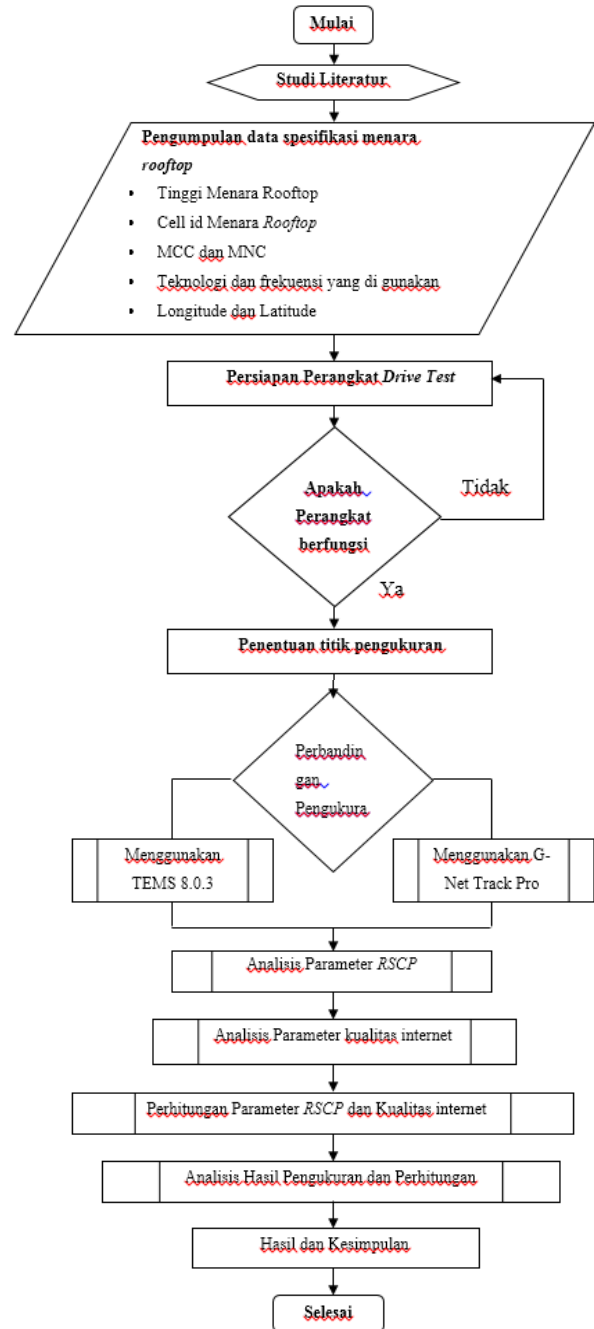 Mulai
Studi Literatur
Pengumpulan data spesifikasi menara
rooftop
• Tinggi Menara Rooftop
• Cell id Menara Rooftop
• MCC dan MNC
• Teknologi dan frekuensi yang di gunakan
• Longitude dan Latitude
Persiapan Perangkat Drive Test
Apakah
Perangkat
berfungsi
Tidak
Ya
Penentuan titik pengukuran
Perbandin
gan
Pengukura
Menggunakan
TEMS 8.0.3
Menggunakan G-
Net Track Pro
Analisis Parameter RSCP
Analisis Parameter kualitas internet
Perhitungan Parameter RSCP dan Kualitas internet
Analisis Hasil Pengukuran dan Perhitungan
Hasil dan Kesimpulan
Selesai